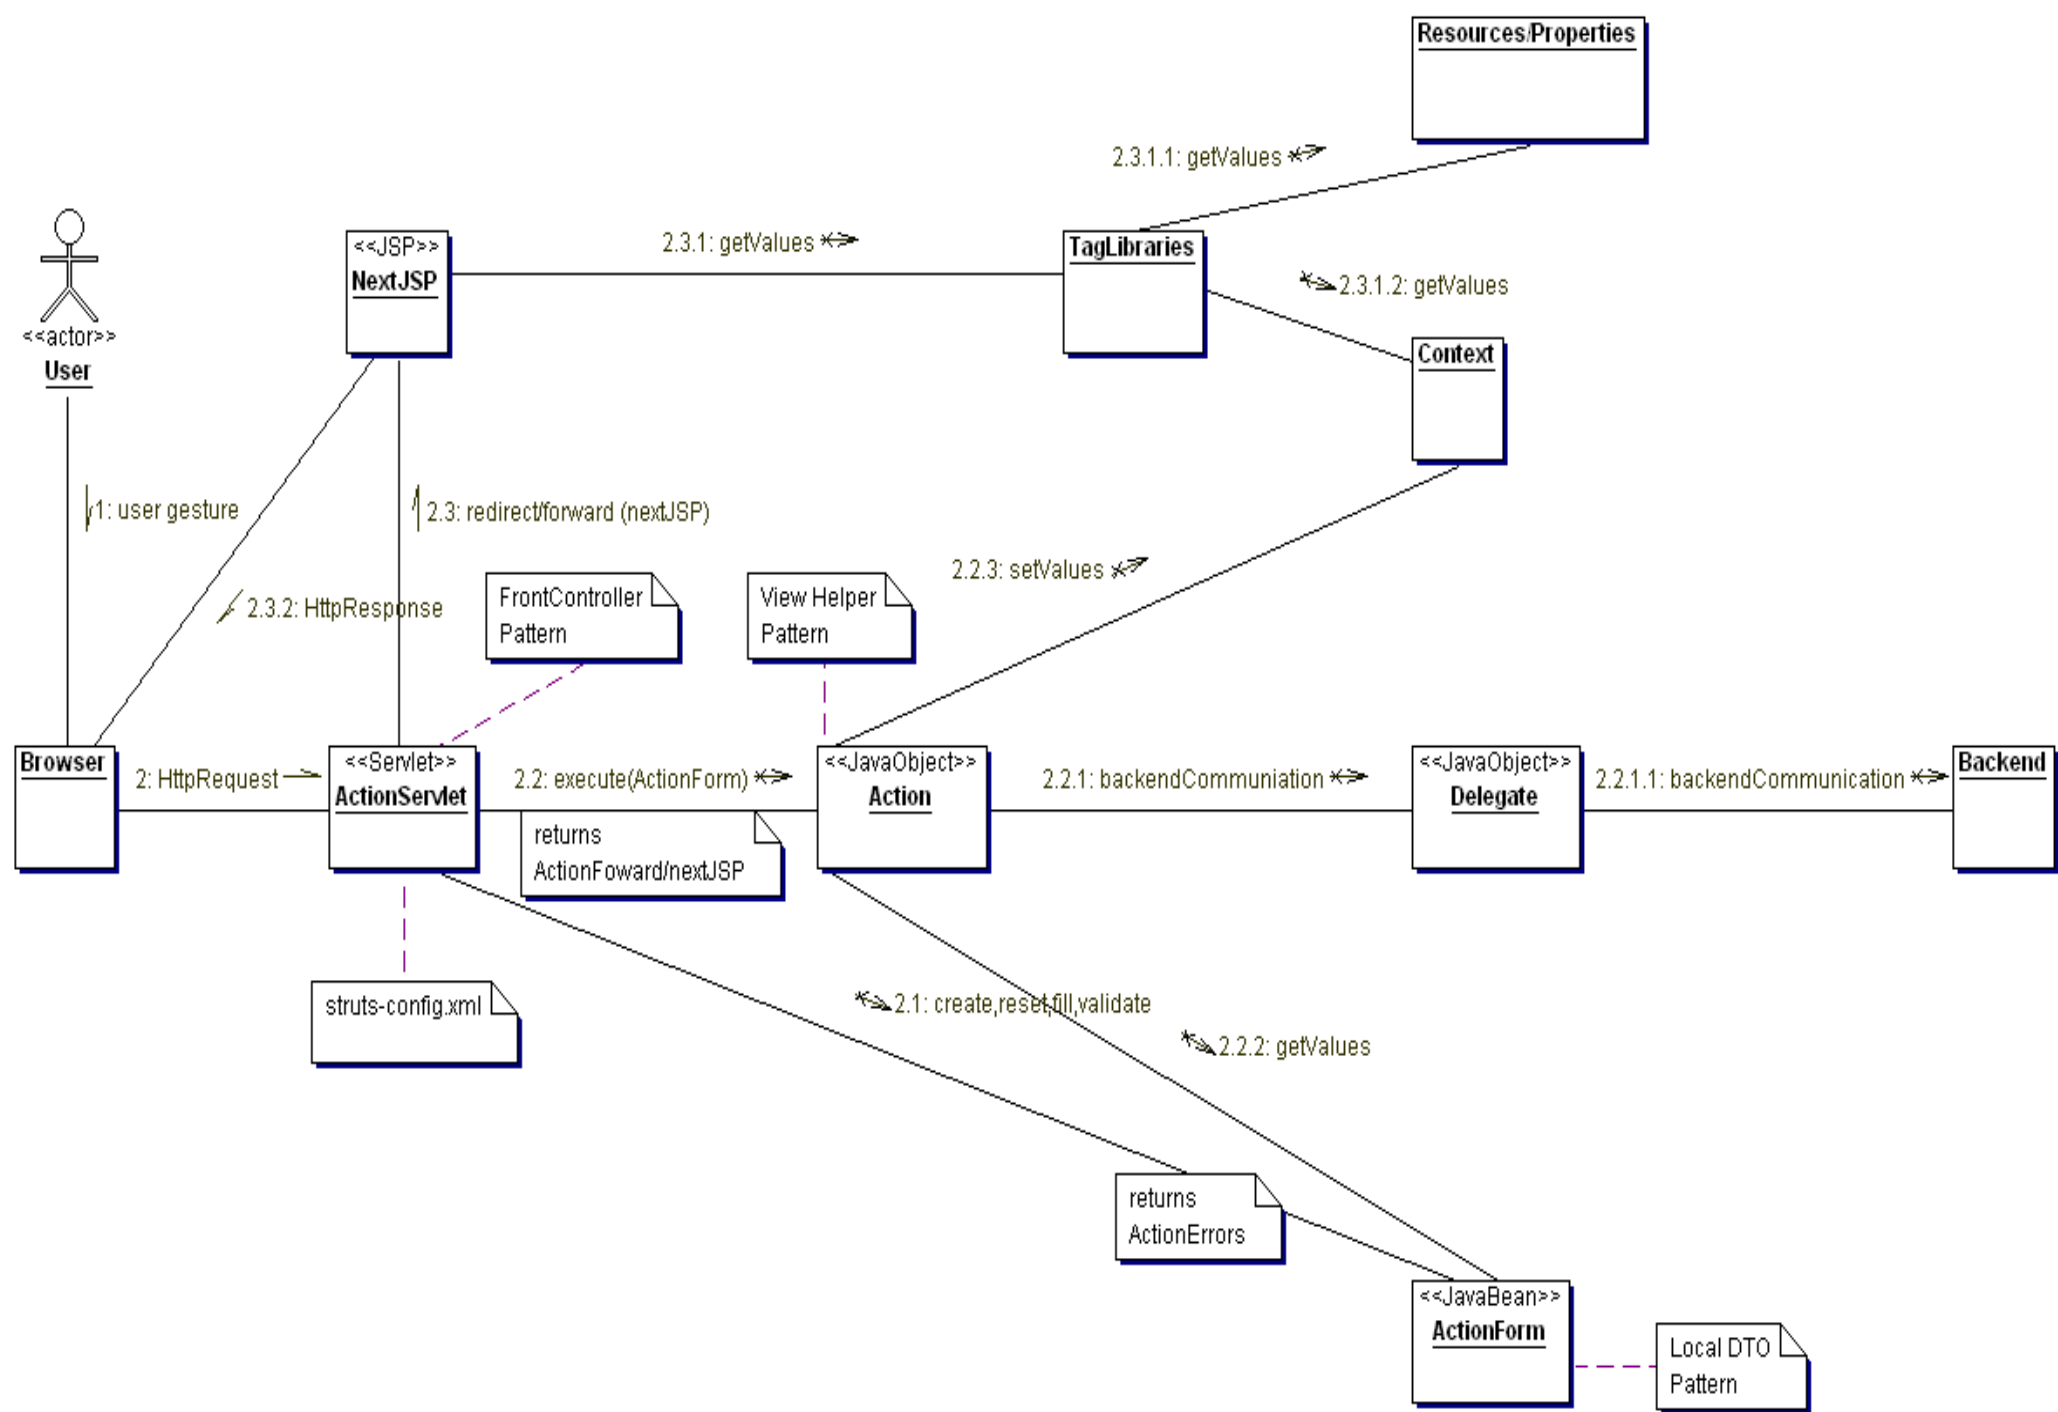 Resources/Properties
2.3.1.1: getValues
<<JSP>>
NextJSP
2.3.1: getValues
TagLibraries
2.3.1.2: getValues
<<actor>>
User
Context
1: user gesture
2.3: redirect/forward (nextJSP)
2.2.3: setValues
2.3.2: HttpResponse
FrontController
Pattern
View Helper
Pattern
Browser
2: HttpRequest
<<Servlet>>
ActionServlet
2.2: execute(ActionForm)
<<JavaObject>>
Action
2.2.1: backendCommuniation
<<JavaObject>>
Delegate
2.2.1.1: backendCommunication
Backend
returns
ActionFoward/nextJSP
struts-config.xml
2.1: create,reset,fill,validate
2.2.2: getValues
returns
ActionErrors
<<JavaBean>>
ActionForm
Local DTO
Pattern